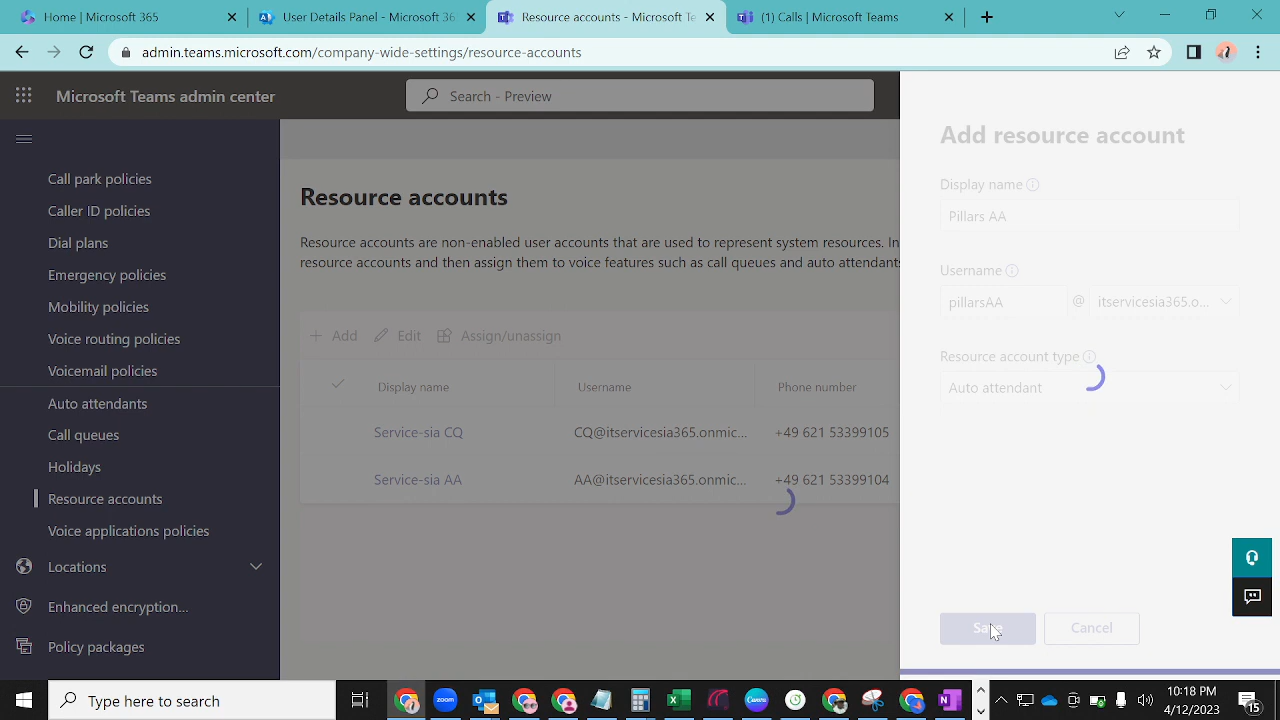 Home | Microsoft 365
User Details - Microsoft 36
Resource accounts - Microsoft Te
(1) Calls | Microsoft Teams
admin.teams.microsoft.com/company-wide-settings/resource-accounts
Microsoft Teams admin center
Search - Preview
Call park policies
Caller ID policies
Dial plans
Emergency policies
Mobility policies
Voice routing policies
Voicemail policies
Auto attendants
Call queues
Holidays
Resource accounts
Voice applications policies
Locations
Enhanced encryption...
Policy packages
Resource accounts
Resource accounts are non-enabled user accounts that are used to represent system resources. In
resource accounts and then assign them to voice features such as call queues and auto attendants
Add Edit Assign/unassign
Display name Username Phone number
Service-sia CQ CQ@itservicesia365.onmic... +49 621 53399105
Service-sia AA AA@itservicesia365.onmic... +49 621 53399104
Add resource account
Display name
Pillars AA
Username
pillarsAA @ itservicesia365.o...
Resource account type
Auto attendant
Save Cancel
Type here to search
zoom
Canva
10:18 PM
4/12/2023
15